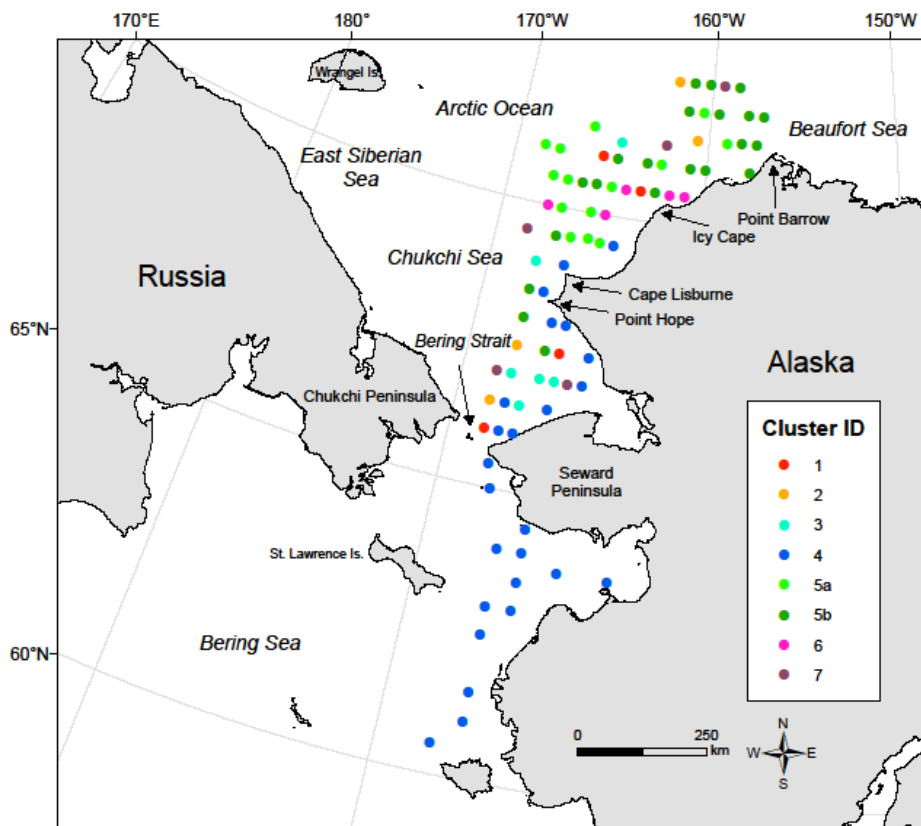 170°E 180° 170°W 160°W 150°W
Wrangel Is.
Arctic Ocean
Beaufort Sea
East Siberian
Sea
Point Barrow
Icy Cape
Chukchi Sea
Russia
Cape Lisburne
Point Hope
65°N
Bering Strait
Alaska
Chukchi Peninsula
Cluster ID
1
2
3
4
5a
5b
6
7
Seward
Peninsula
St. Lawrence Is.
Bering Sea
60°N
0 250
km
N
W E
S